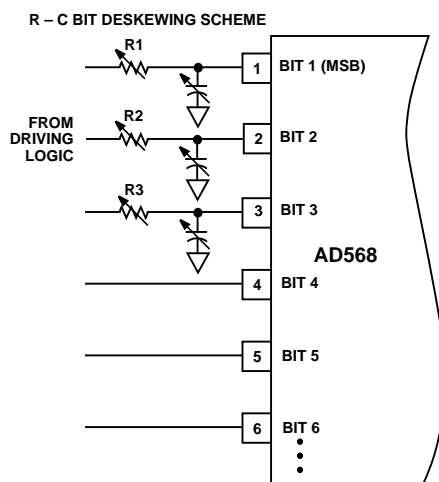 R – C BIT DESKEWING SCHEME
R1
1 BIT 1 (MSB)
FROM
DRIVING
LOGIC
R2
2 BIT 2
R3
3 BIT 3
AD568
4 BIT 4
5 BIT 5
6 BIT 6